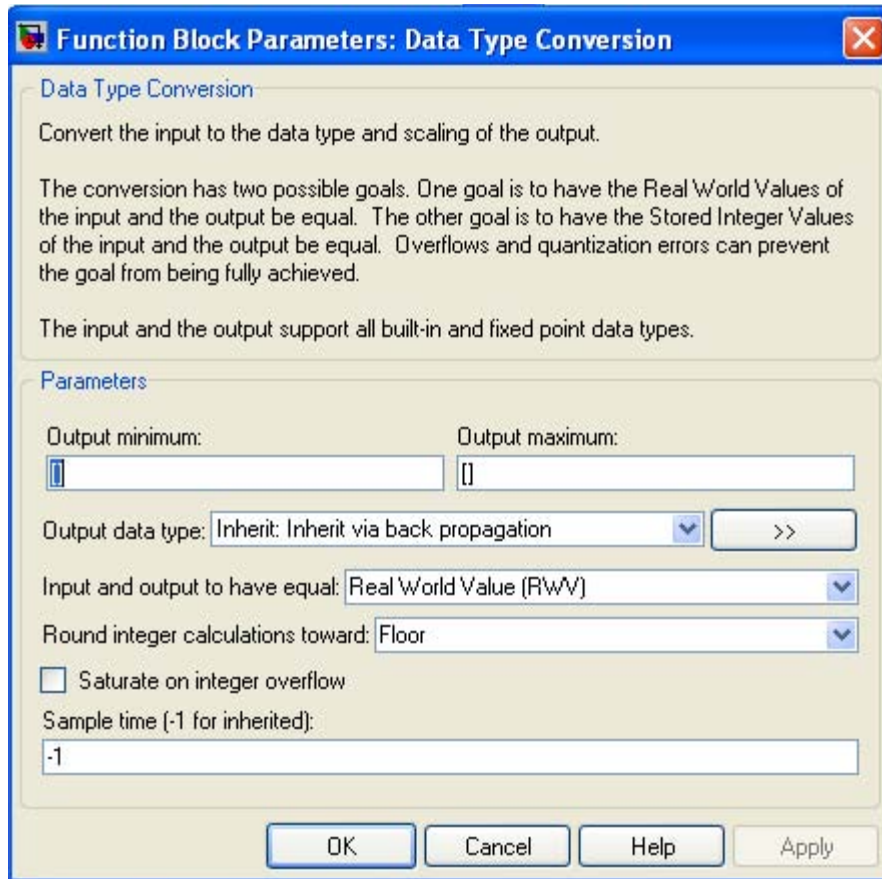 Function Block Parameters: Data Type Conversion
Data Type Conversion
Convert the input to the data type and scaling of the output.
The conversion has two possible goals. One goal is to have the Real World Values of
the input and the output be equal. The other goal is to have the Stored Integer Values
of the input and the output be equal. Overflows and quantization errors can prevent
the goal from being fully achieved.
The input and the output support all built-in and fixed point data types.
Parameters
Output minimum: Output maximum:
[] []
Output data type: Inherit: Inherit via back propagation >>
Input and output to have equal: Real World Value (RWV)
Round integer calculations toward: Floor
Saturate on integer overflow
Sample time (-1 for inherited):
-1
OK Cancel Help Apply